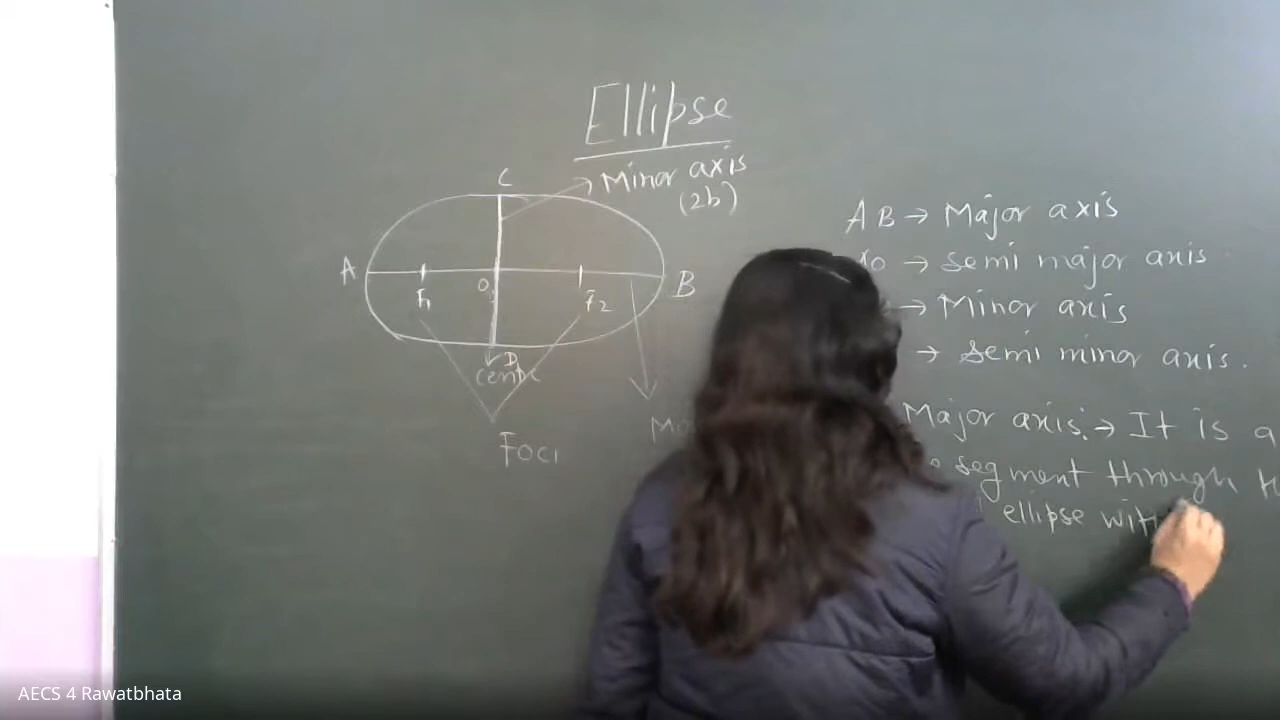 Ellipse
Minor axis
(2b)
C
A
B
F1
O
F2
D
Centre
Foci
AB → Major axis
→ semi major axis
→ Minor axis
→ semi minor axis.
Major axis:→ It is a
segment through
ellipse with
AECS 4 Rawatbhata